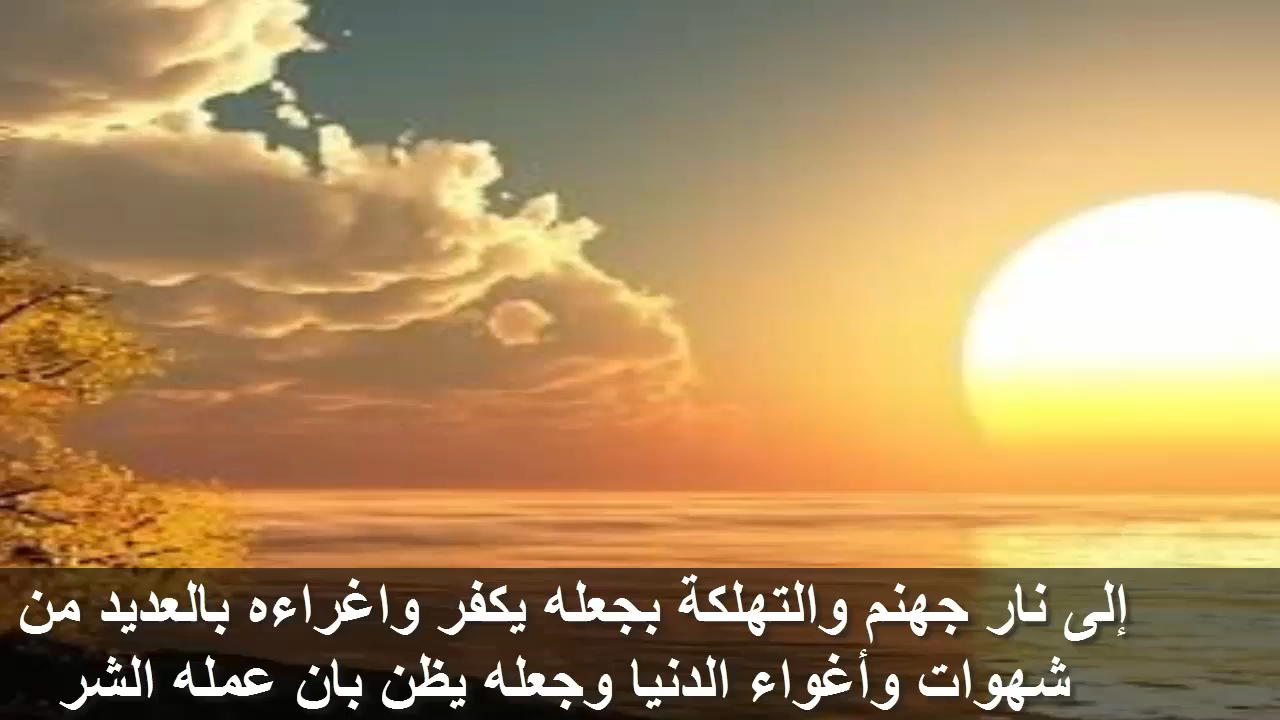 إلى نار جهنم والتهلكة بجعله يكفر واغراءه بالعديد من
شهوات وأغواء الدنيا وجعله يظن بان عمله الشر